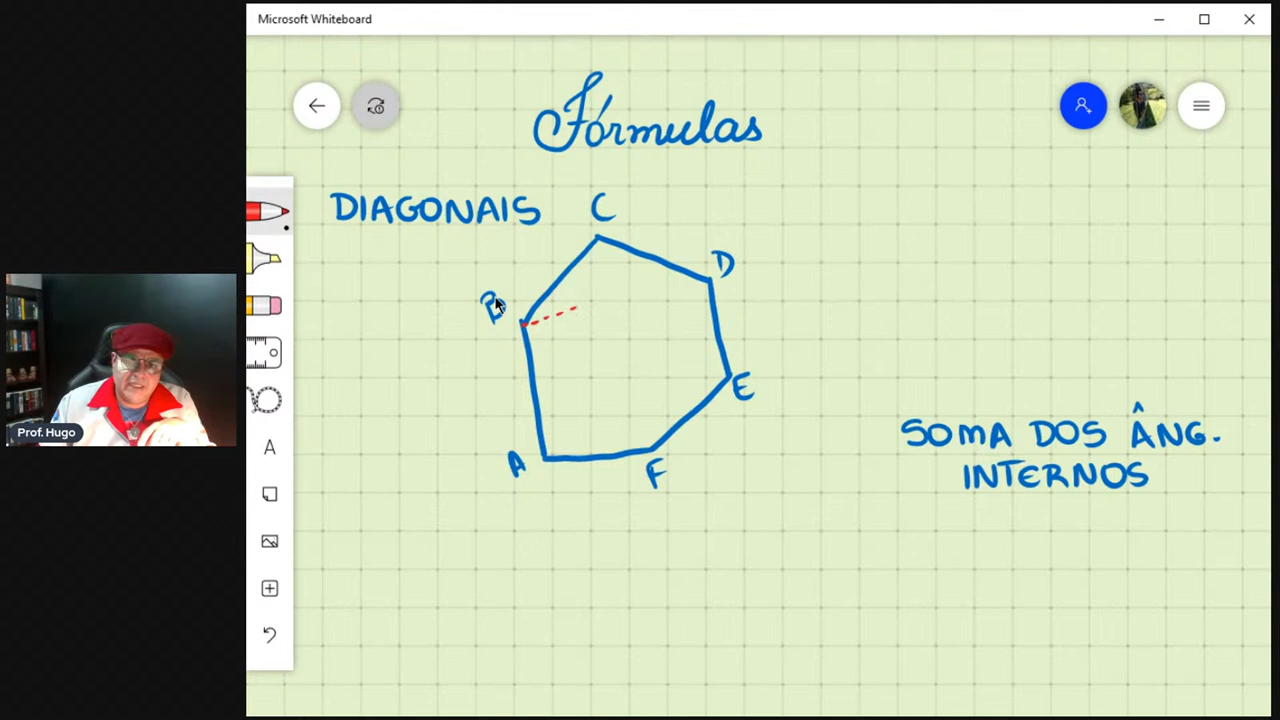 Microsoft Whiteboard
Fórmulas
DIAGONAIS
C
D
B
E
A
F
SOMA DOS ÂNG.
INTERNOS
Prof. Hugo
A